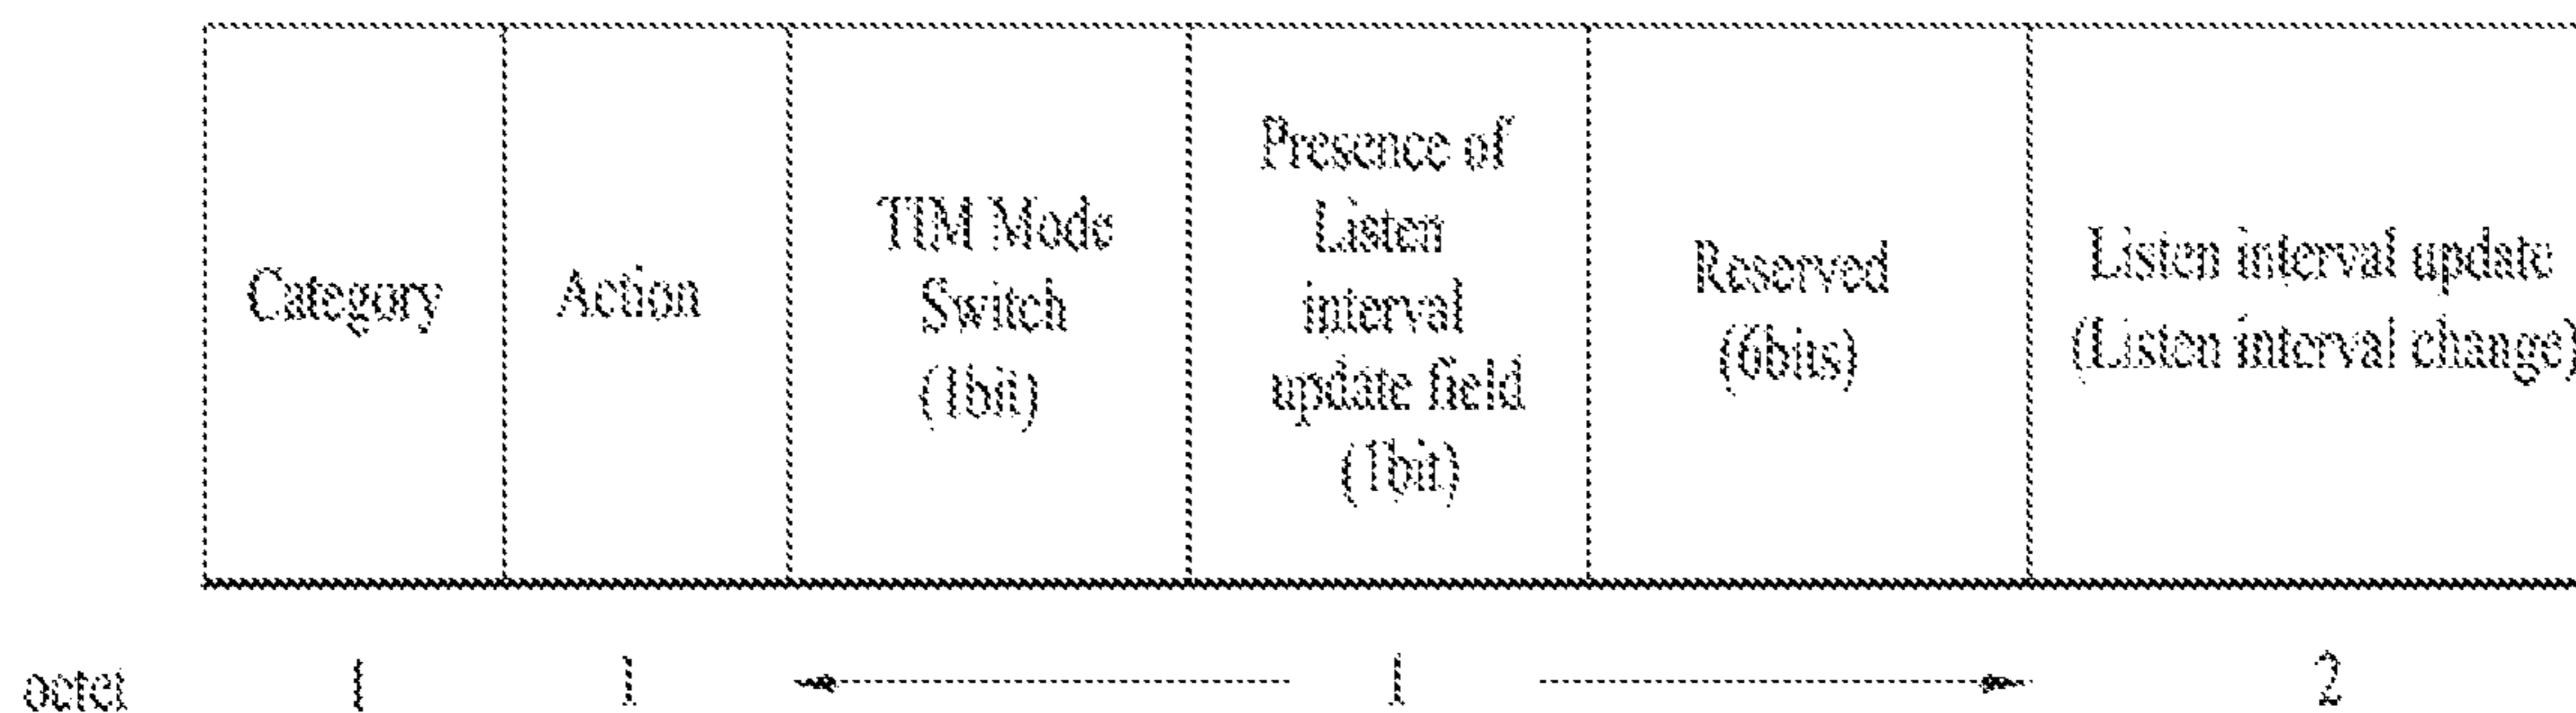 Category
Action
TIM Mode
Switch
(1bit)
Presence of
Listen
interval
update field
(1bit)
Reserved
(6bits)
Listen interval update
(Listen interval change)
octet 1 1 1 2